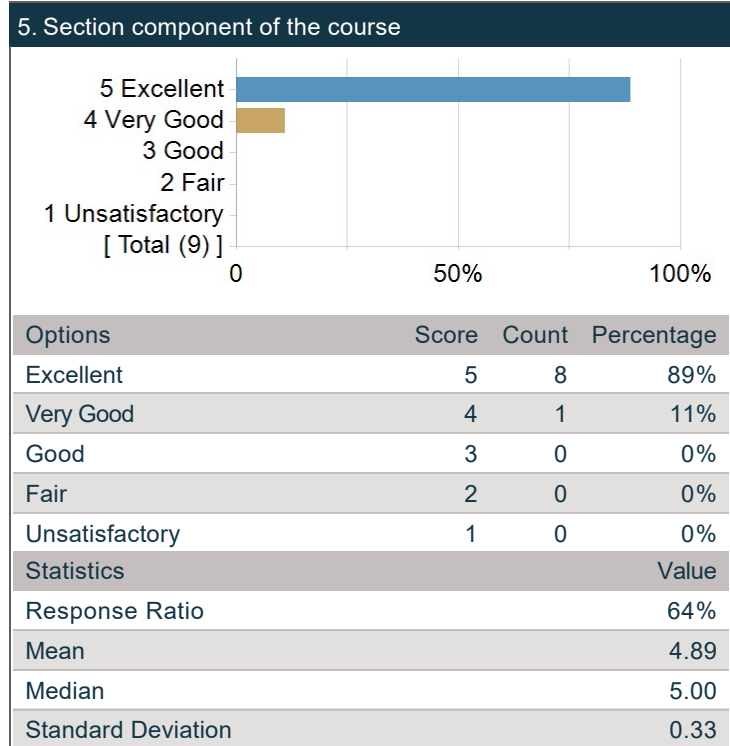 5. Section component of the course
5 Excellent
4 Very Good
3 Good
2 Fair
1 Unsatisfactory
[ Total (9) ]
0 50% 100%
Options Score Count Percentage
Excellent 5 8 89%
Very Good 4 1 11%
Good 3 0 0%
Fair 2 0 0%
Unsatisfactory 1 0 0%
Statistics Value
Response Ratio 64%
Mean 4.89
Median 5.00
Standard Deviation 0.33